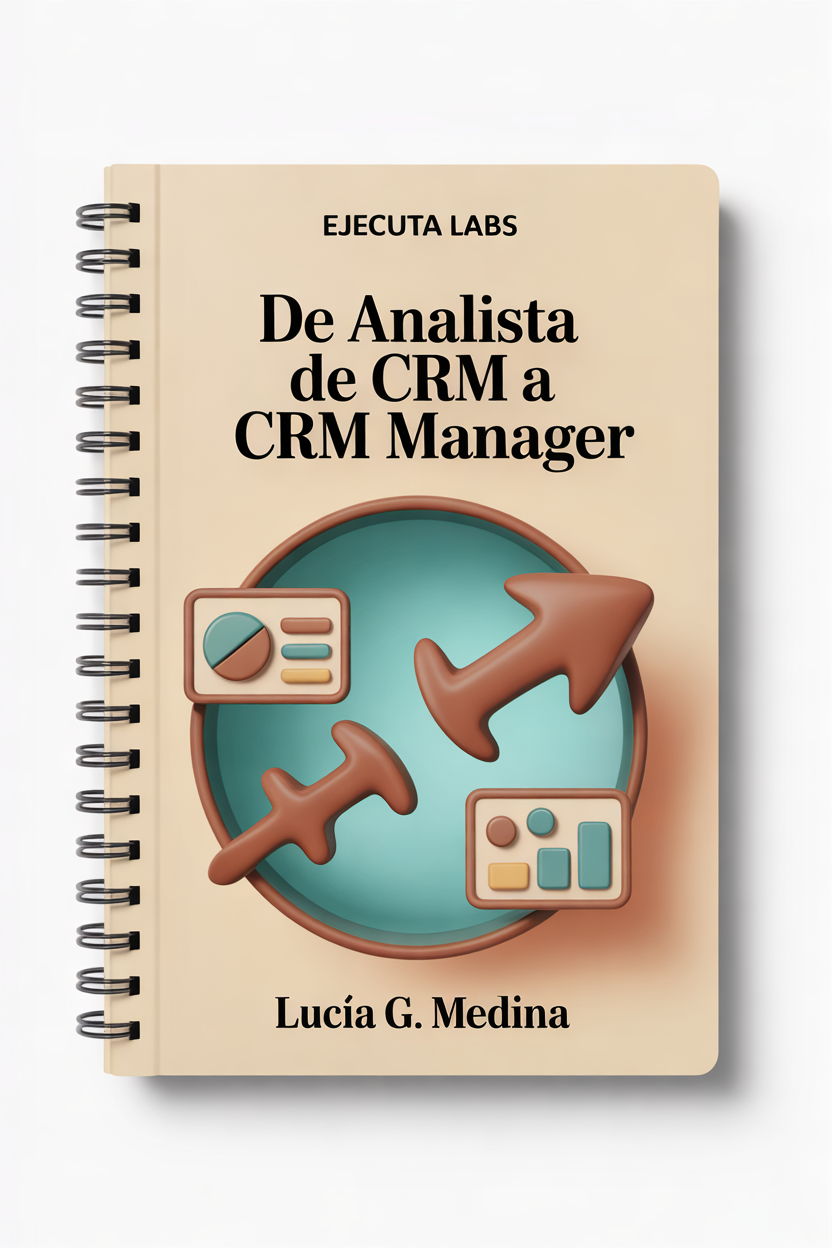 EJECUTA LABS
De Analista
de CRM a
CRM Manager
Lucía G. Medina